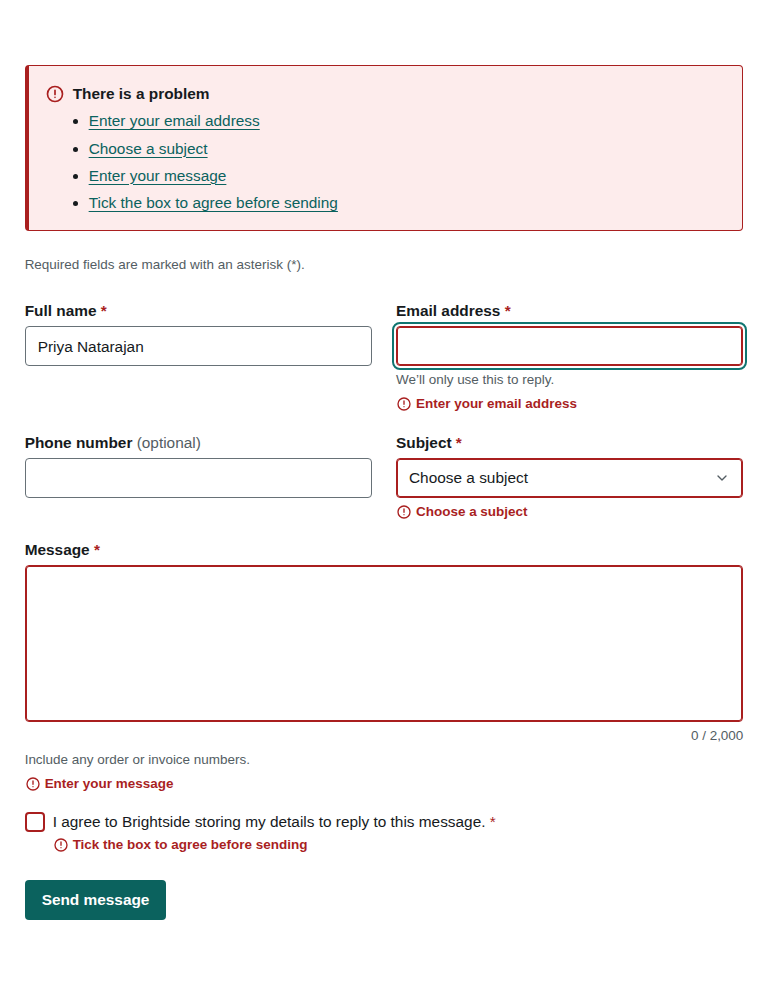 There is a problem
Enter your email address
Choose a subject
Enter your message
Tick the box to agree before sending
Required fields are marked with an asterisk (*).
Full name *
Priya Natarajan
Email address *
We’ll only use this to reply.
Enter your email address
Phone number (optional)
Subject *
Choose a subject
Choose a subject
Message *
0 / 2,000
Include any order or invoice numbers.
Enter your message
I agree to Brightside storing my details to reply to this message. *
Tick the box to agree before sending
Send message